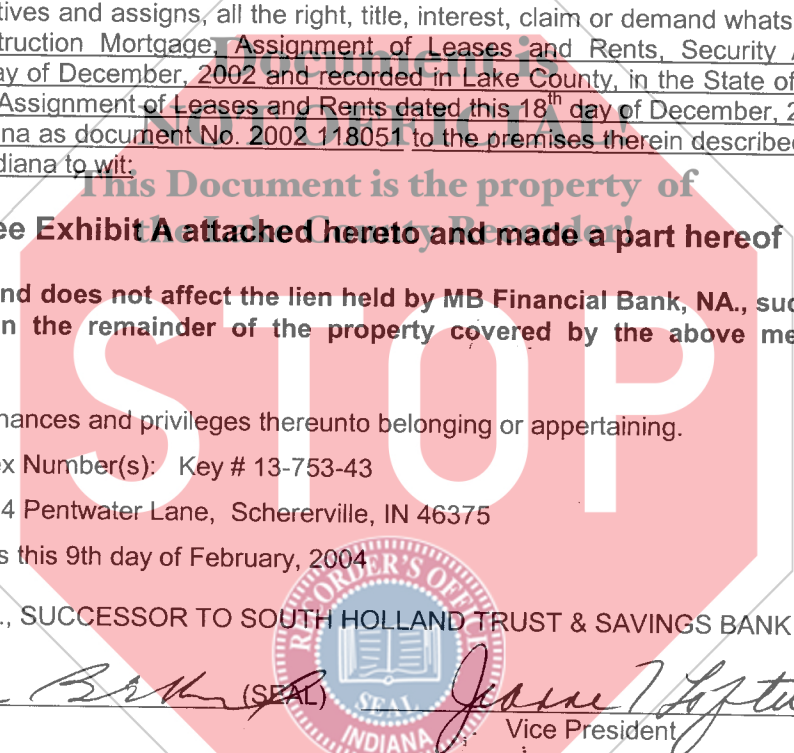 tives and assigns, all the right, title, interest, claim or demand whats
truction Mortgage, Assignment of Leases and Rents, Security
Document is
ay of December, 2002 and recorded in Lake County, in the State of
Assignment of Leases and Rents dated this 18th day of December, 2
NOT OFFICIAL!
na as document No. 2002 118051 to the premises therein described
diana to wit:
This Document is the property of
the Lake County Recorder!
ee Exhibit A attached hereto and made a part hereof
nd does not affect the lien held by MB Financial Bank, NA., suc
n the remainder of the property covered by the above me
STOP
nances and privileges thereunto belonging or appertaining.
ex Number(s): Key # 13-753-43
4 Pentwater Lane, Schererville, IN 46375
s this 9th day of February, 2004
RECORDER'S OFFICE
., SUCCESSOR TO SOUTH HOLLAND TRUST & SAVINGS BANK
(SEAL)
SEAL
Vice President
INDIANA